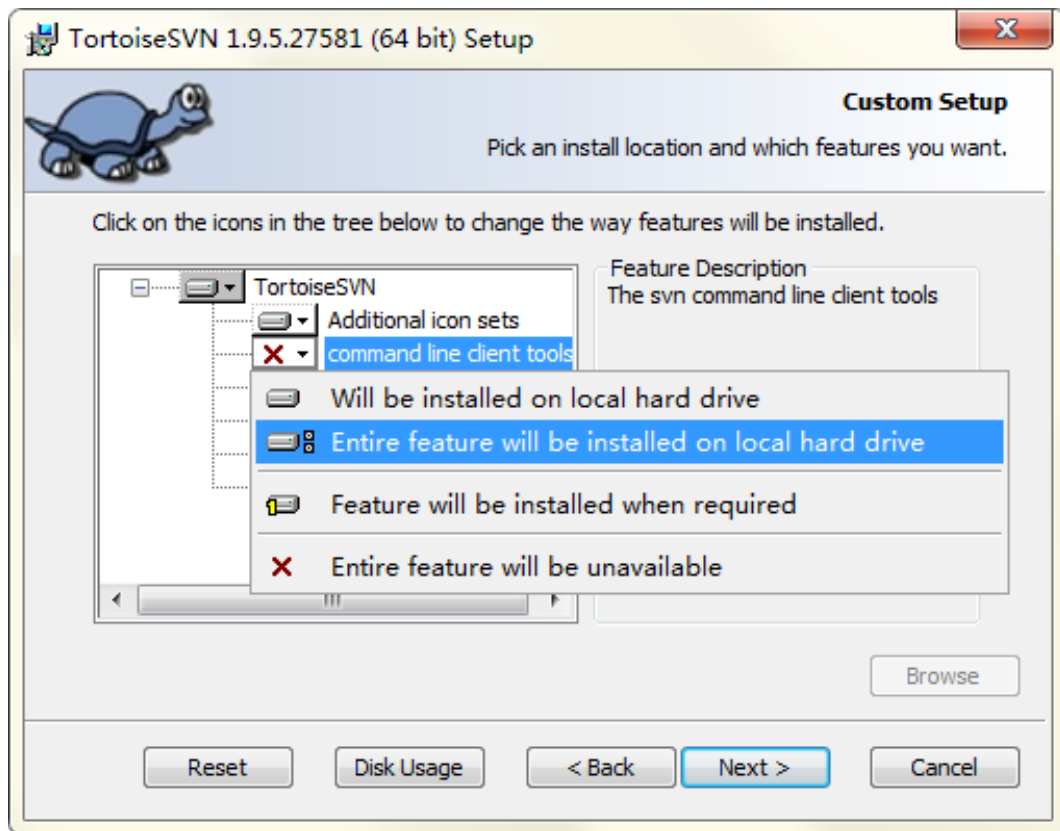 TortoiseSVN 1.9.5.27581 (64 bit) Setup
Custom Setup
Pick an install location and which features you want.
Click on the icons in the tree below to change the way features will be installed.
TortoiseSVN
Additional icon sets
command line client tools
Feature Description
The svn command line client tools
Will be installed on local hard drive
Entire feature will be installed on local hard drive
Feature will be installed when required
Entire feature will be unavailable
Browse
Reset
Disk Usage
< Back
Next >
Cancel